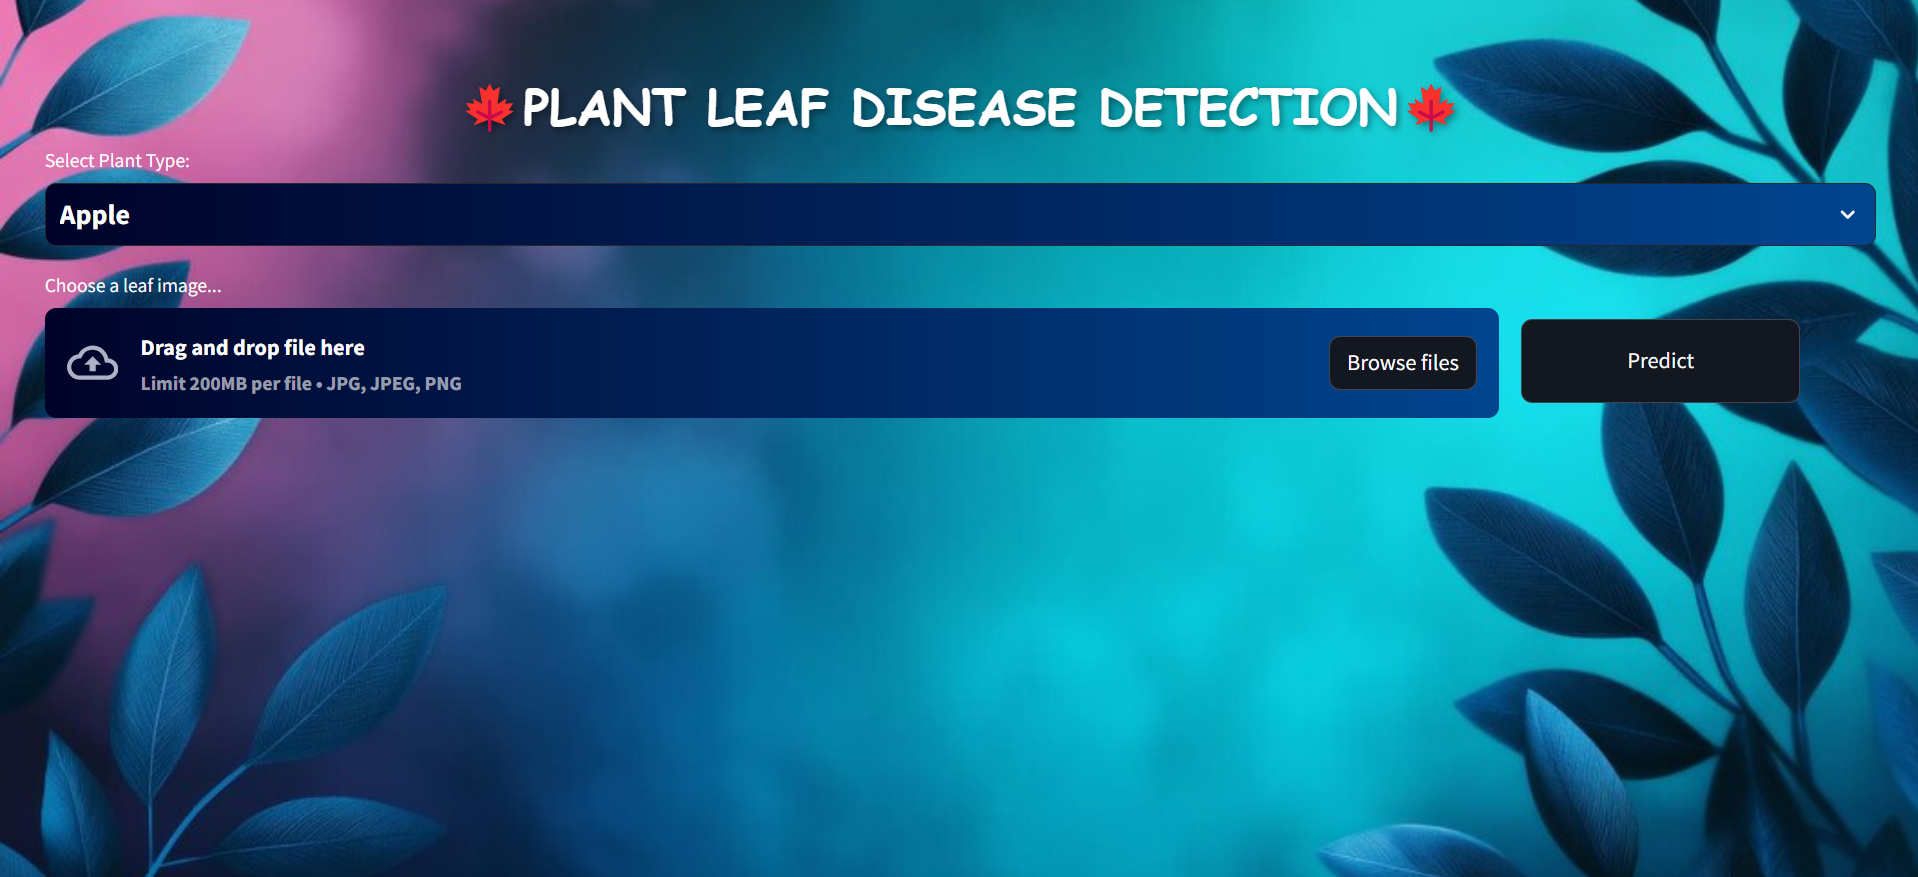 🍁PLANT LEAF DISEASE DETECTION🍁
Select Plant Type:
Apple
Choose a leaf image...
Drag and drop file here
Limit 200MB per file • JPG, JPEG, PNG
Browse files
Predict